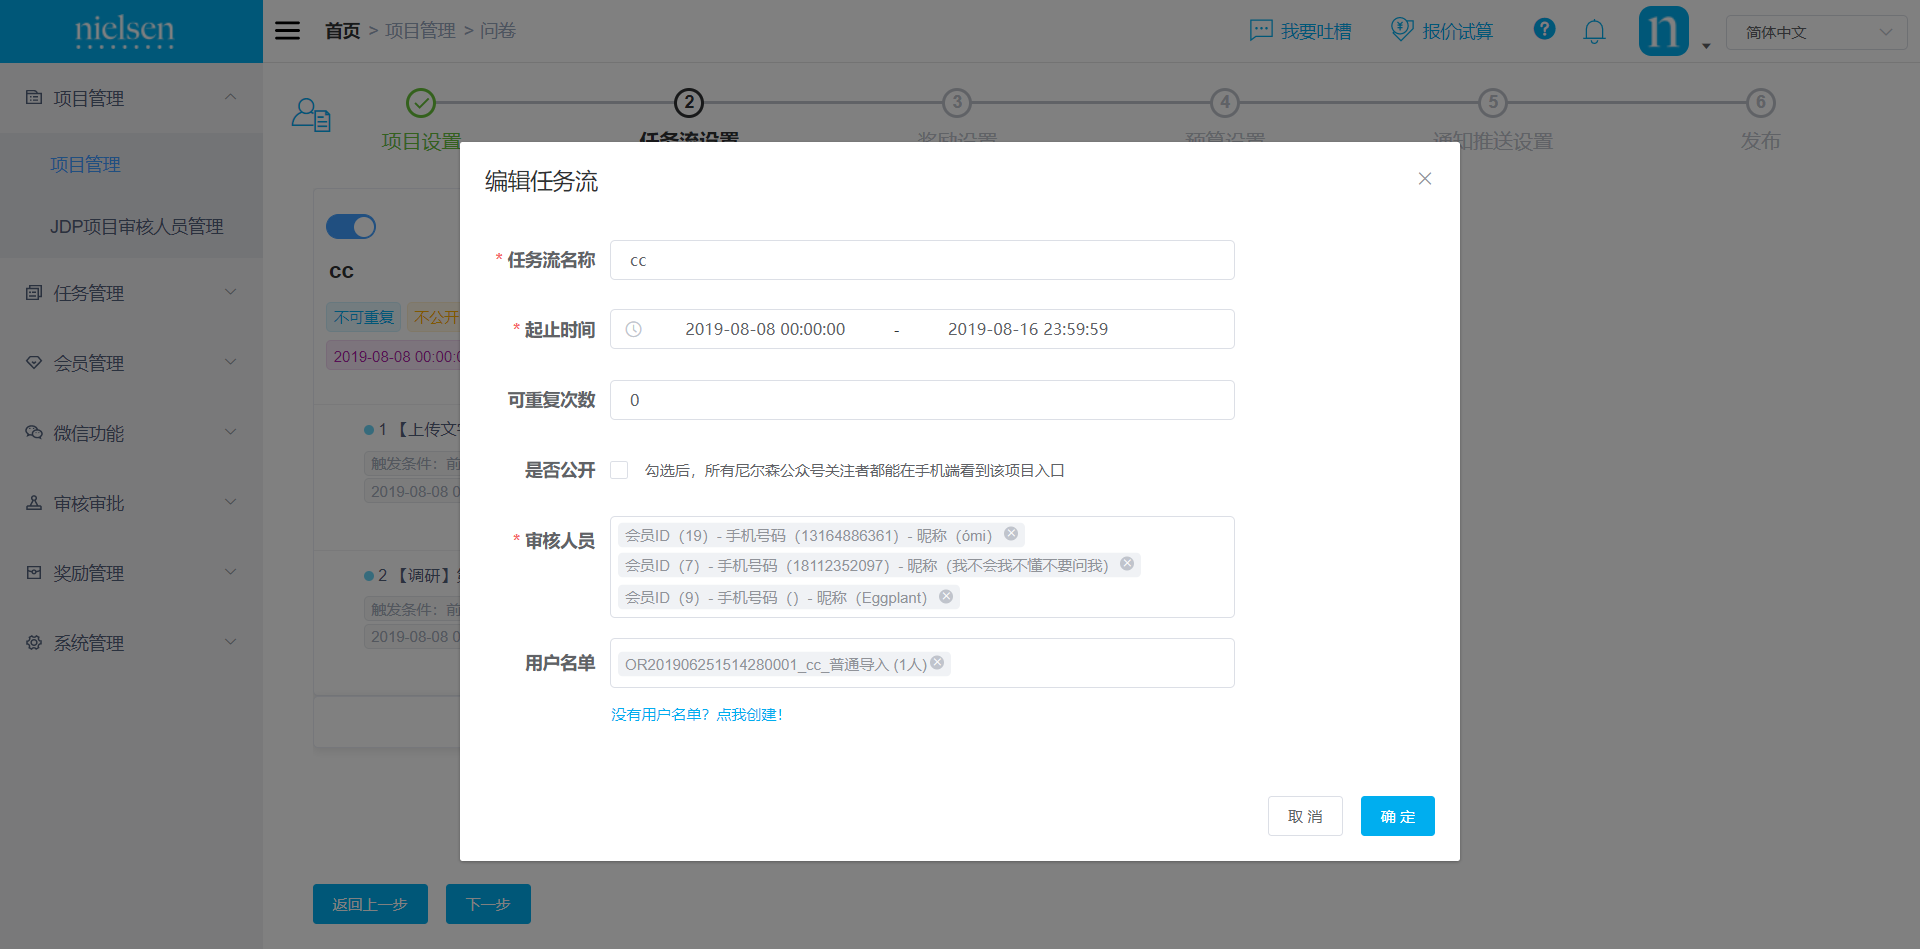 nielsen
首页 > 项目管理 > 问卷
我要吐槽
报价试算
?
n
简体中文
项目管理
项目管理
JDP项目审核人员管理
任务管理
会员管理
微信功能
审核审批
奖励管理
系统管理
2 3 4 5 6
项目设置 任务流设置 奖励设置 预算设置 通知推送设置 发布
cc
不可重复 不公开
2019-08-08 00:00:0
1 【上传文
触发条件：前
2019-08-08 0
2 【调研】
触发条件：前
2019-08-08 0
编辑任务流
* 任务流名称 cc
* 起止时间 2019-08-08 00:00:00 - 2019-08-16 23:59:59
可重复次数 0
是否公开 勾选后，所有尼尔森公众号关注者都能在手机端看到该项目入口
* 审核人员 会员ID（19）- 手机号码（13164886361）- 昵称（ómi）
会员ID（7）- 手机号码（18112352097）- 昵称（我不会我不懂不要问我）
会员ID（9）- 手机号码（）- 昵称（Eggplant）
用户名单 OR201906251514280001_cc_普通导入 (1人)
没有用户名单？点我创建！
取 消 确 定
返回上一步 下一步